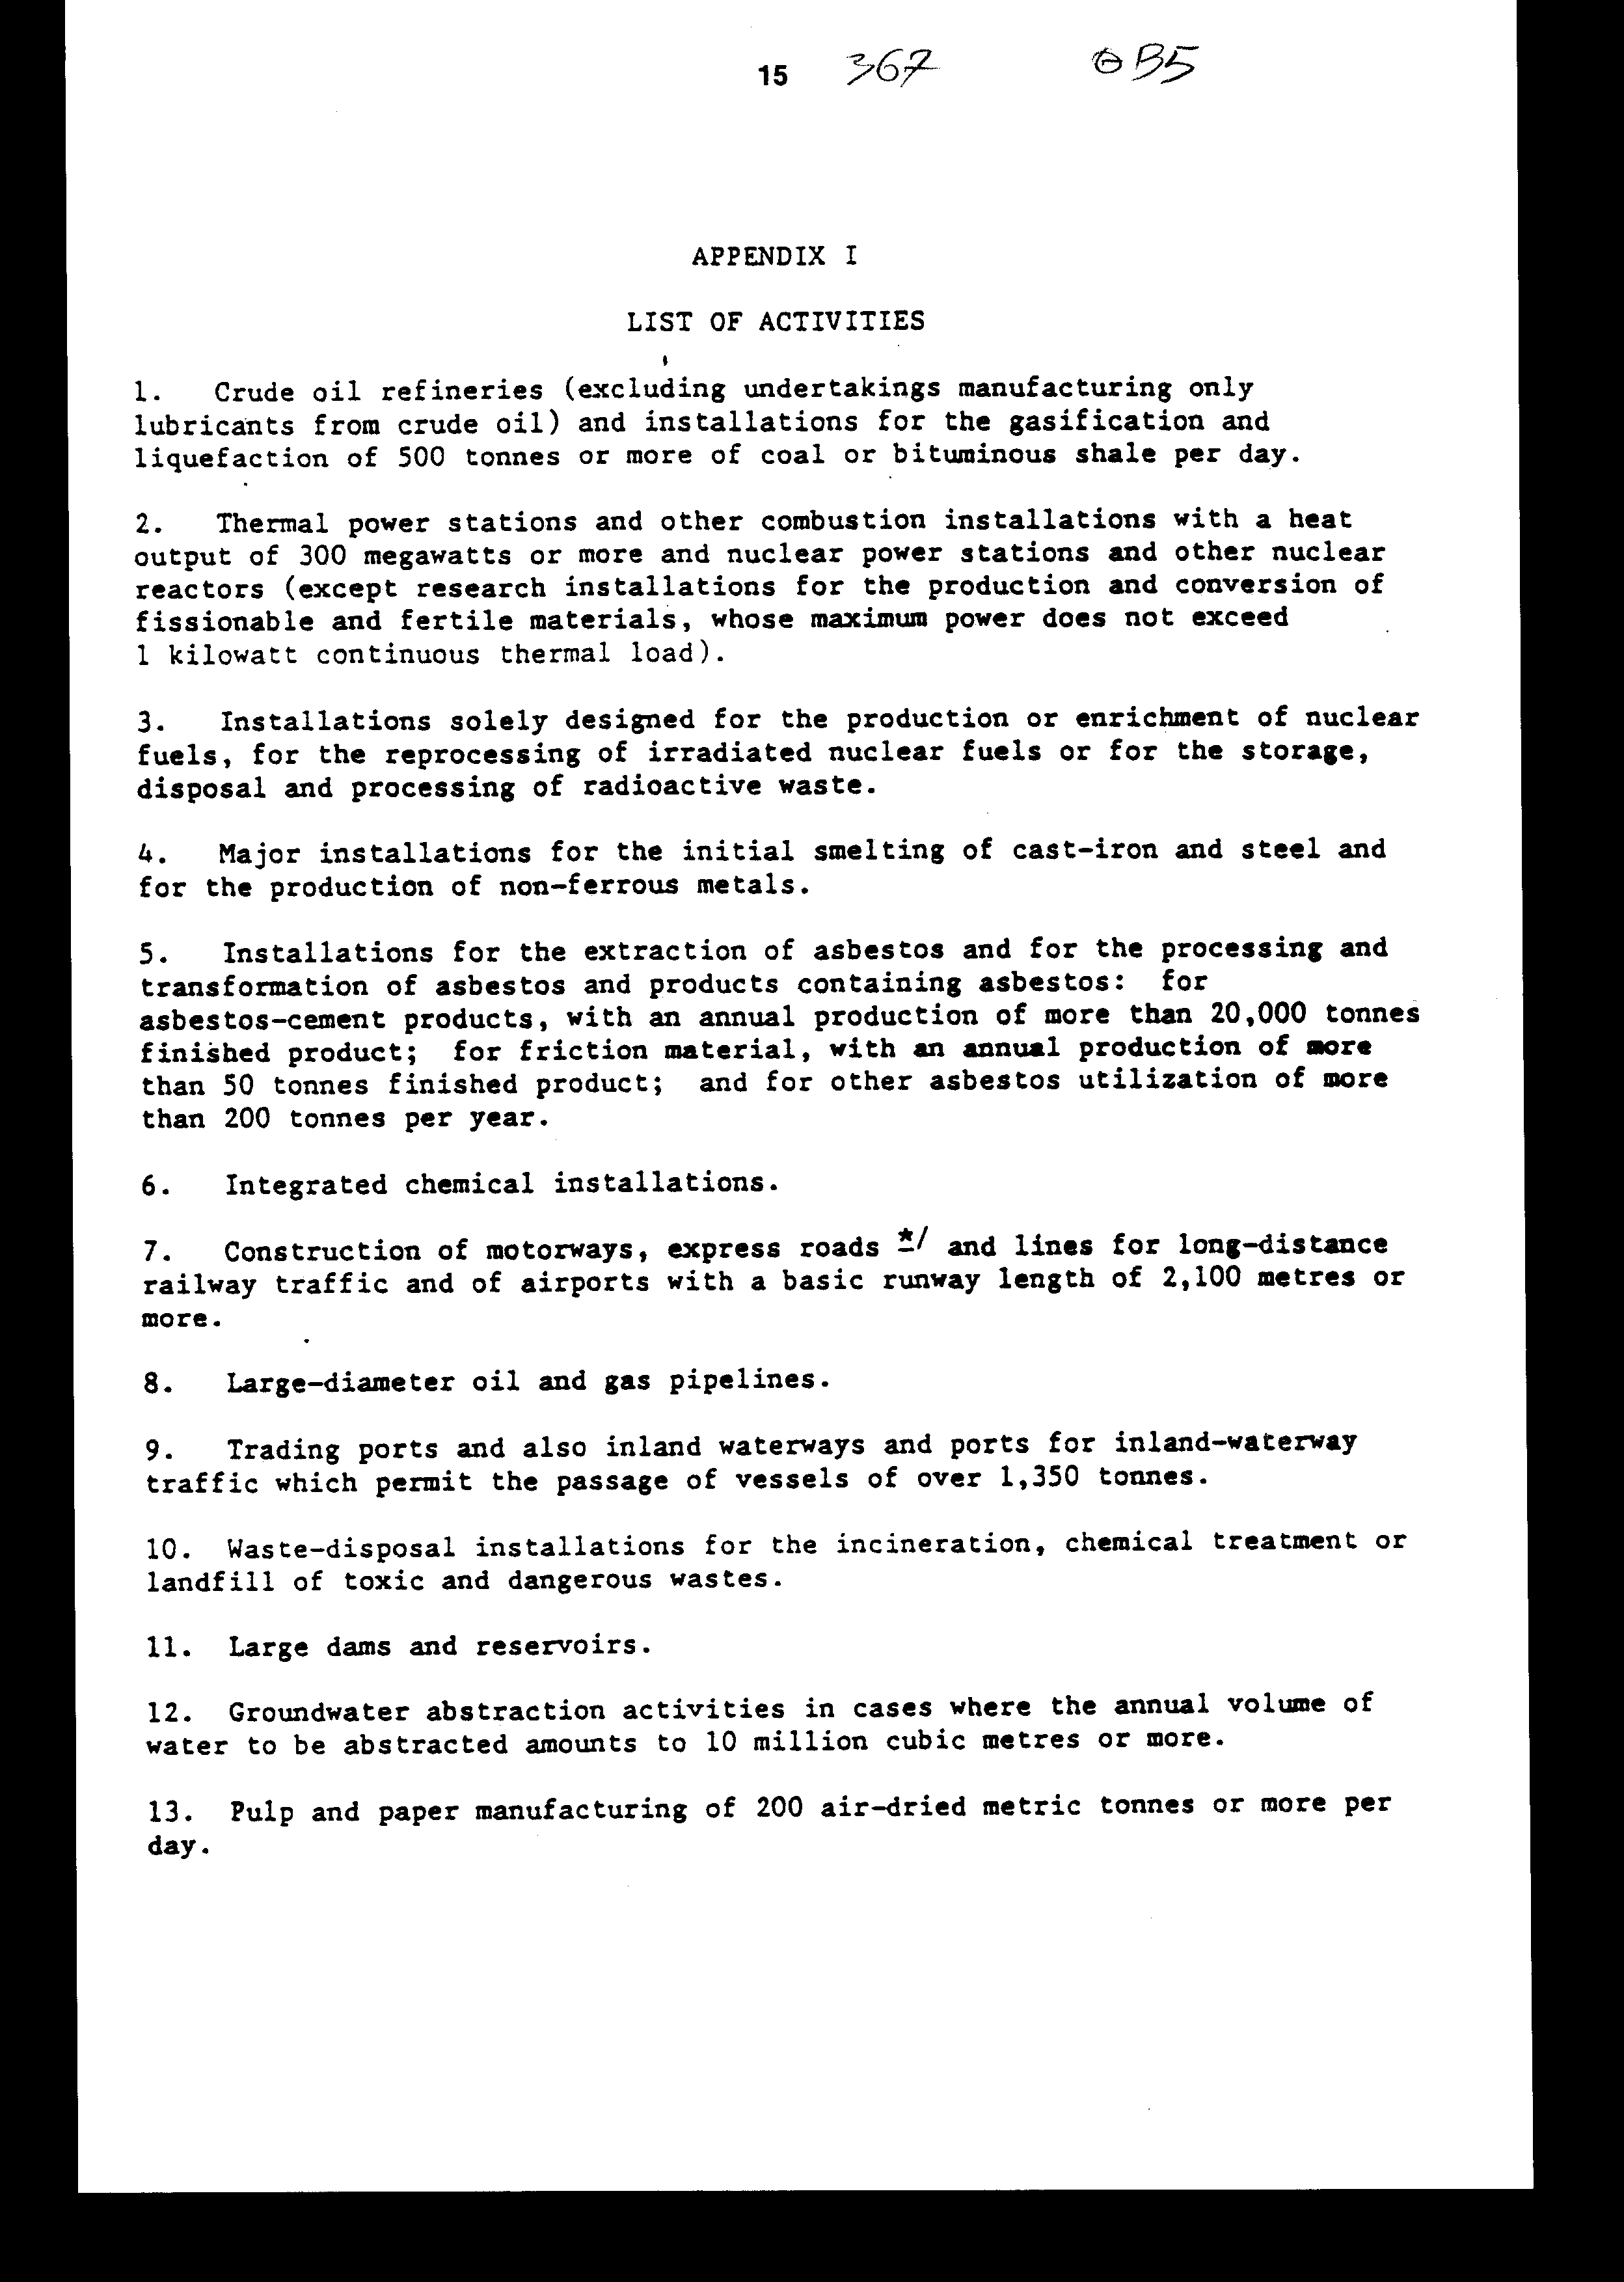 15 367 ΘB5
APPENDIX I
LIST OF ACTIVITIES
1. Crude oil refineries (excluding undertakings manufacturing only
lubricants from crude oil) and installations for the gasification and
liquefaction of 500 tonnes or more of coal or bituminous shale per day.
2. Thermal power stations and other combustion installations with a heat
output of 300 megawatts or more and nuclear power stations and other nuclear
reactors (except research installations for the production and conversion of
fissionable and fertile materials, whose maximum power does not exceed
1 kilowatt continuous thermal load).
3. Installations solely designed for the production or enrichment of nuclear
fuels, for the reprocessing of irradiated nuclear fuels or for the storage,
disposal and processing of radioactive waste.
4. Major installations for the initial smelting of cast-iron and steel and
for the production of non-ferrous metals.
5. Installations for the extraction of asbestos and for the processing and
transformation of asbestos and products containing asbestos: for
asbestos-cement products, with an annual production of more than 20,000 tonnes
finished product; for friction material, with an annual production of more
than 50 tonnes finished product; and for other asbestos utilization of more
than 200 tonnes per year.
6. Integrated chemical installations.
7. Construction of motorways, express roads */ and lines for long-distance
railway traffic and of airports with a basic runway length of 2,100 metres or
more.
8. Large-diameter oil and gas pipelines.
9. Trading ports and also inland waterways and ports for inland-waterway
traffic which permit the passage of vessels of over 1,350 tonnes.
10. Waste-disposal installations for the incineration, chemical treatment or
landfill of toxic and dangerous wastes.
11. Large dams and reservoirs.
12. Groundwater abstraction activities in cases where the annual volume of
water to be abstracted amounts to 10 million cubic metres or more.
13. Pulp and paper manufacturing of 200 air-dried metric tonnes or more per
day.